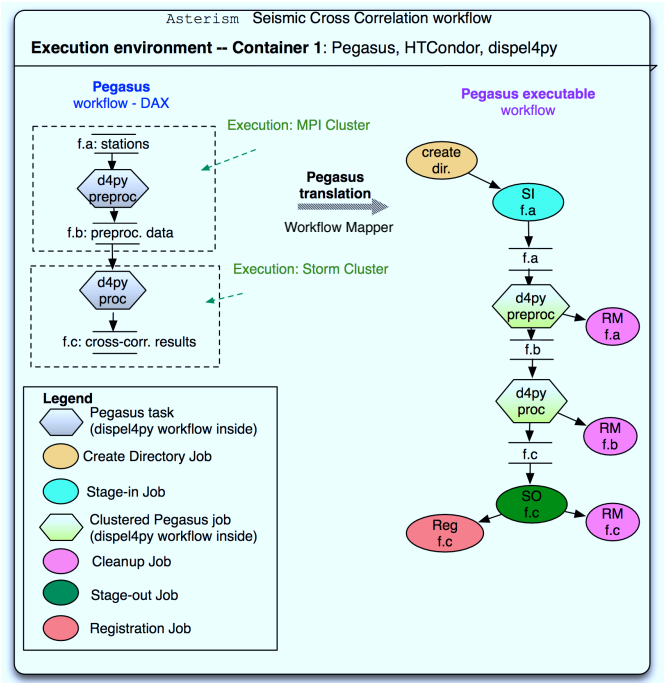 Asterism Seismic Cross Correlation workflow
Execution environment -- Container 1: Pegasus, HTCondor, dispel4py
Pegasus
workflow - DAX
Execution: MPI Cluster
f.a: stations
d4py
preproc
f.b: preproc. data
Execution: Storm Cluster
d4py
proc
f.c: cross-corr. results
Pegasus
translation
Workflow Mapper
Pegasus executable
workflow
create
dir.
SI
f.a
f.a
d4py
preproc
RM
f.a
f.b
d4py
proc
RM
f.b
f.c
SO
f.c
Reg
f.c
RM
f.c
Legend
Pegasus task
(dispel4py workflow inside)
Create Directory Job
Stage-in Job
Clustered Pegasus job
(dispel4py workflow inside)
Cleanup Job
Stage-out Job
Registration Job